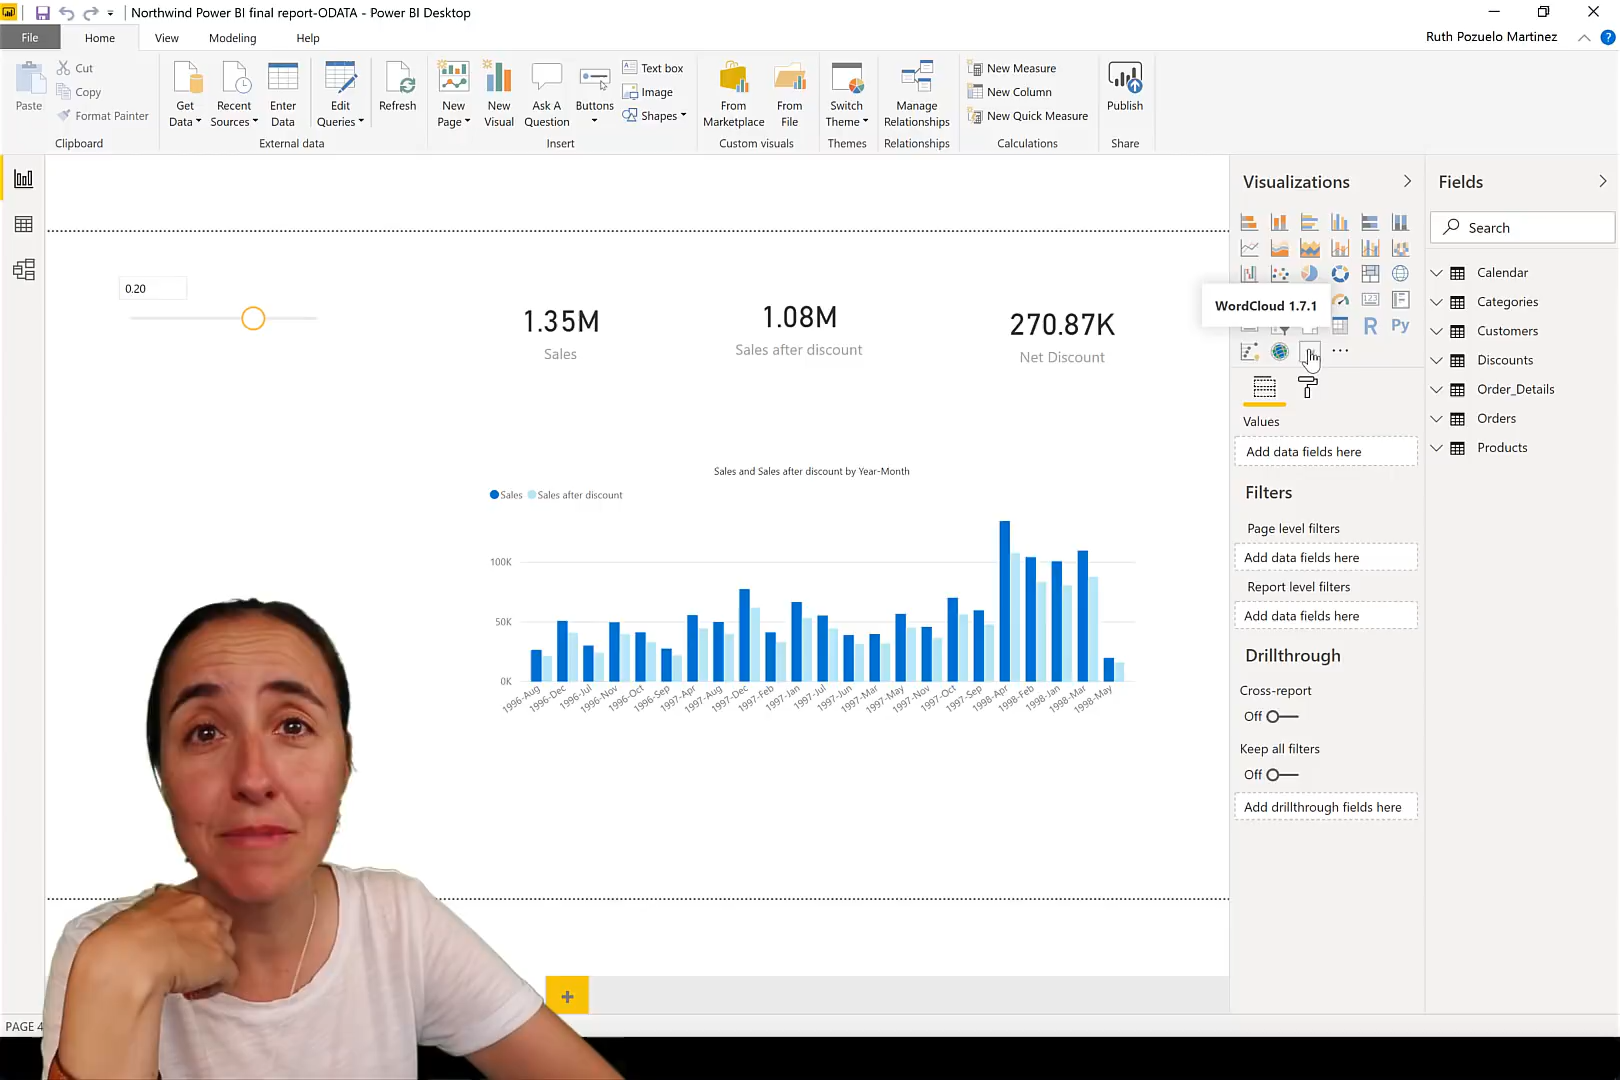 Northwind Power BI final report-ODATA - Power BI Desktop
File
Home
View
Modeling
Help
Ruth Pozuelo Martinez
?
Paste
Cut
Copy
Format Painter
Clipboard
Get Data
Recent Sources
Enter Data
Edit Queries
Refresh
External data
New Page
New Visual
Ask A Question
Buttons
Text box
Image
Shapes
Insert
From Marketplace
From File
Custom visuals
Switch Theme
Themes
Manage Relationships
Relationships
New Measure
New Column
New Quick Measure
Calculations
Publish
Share
0.20
1.35M
Sales
1.08M
Sales after discount
270.87K
Net Discount
Sales and Sales after discount by Year-Month
Sales
Sales after discount
100K
50K
0K
1996-Aug
1996-Dec
1996-Jul
1996-Nov
1996-Oct
1996-Sep
1997-Apr
1997-Aug
1997-Dec
1997-Feb
1997-Jan
1997-Jul
1997-Jun
1997-Mar
1997-May
1997-Nov
1997-Oct
1997-Sep
1998-Apr
1998-Feb
1998-Jan
1998-Mar
1998-May
PAGE 4
Visualizations
123
WordCloud 1.7.1
R
Py
Values
Add data fields here
Filters
Page level filters
Add data fields here
Report level filters
Add data fields here
Drillthrough
Cross-report
Off
Keep all filters
Off
Add drillthrough fields here
Fields
Search
Calendar
Categories
Customers
Discounts
Order_Details
Orders
Products